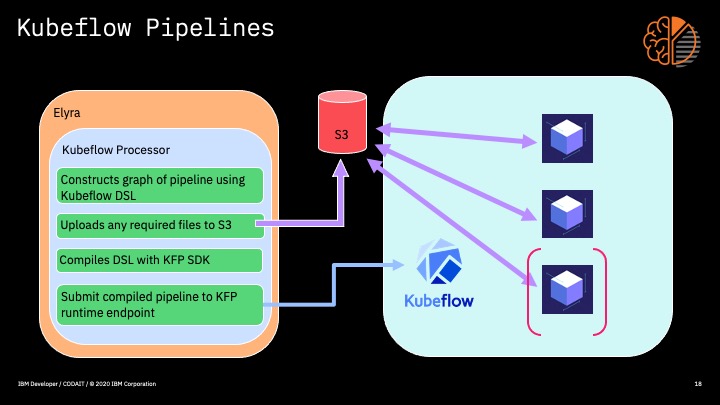 Kubeflow Pipelines
Elyra
Kubeflow Processor
Constructs graph of pipeline using
Kubeflow DSL
Uploads any required files to S3
Compiles DSL with KFP SDK
Submit compiled pipeline to KFP
runtime endpoint
S3
Kubeflow
IBM Developer / CODAIT / © 2020 IBM Corporation
18